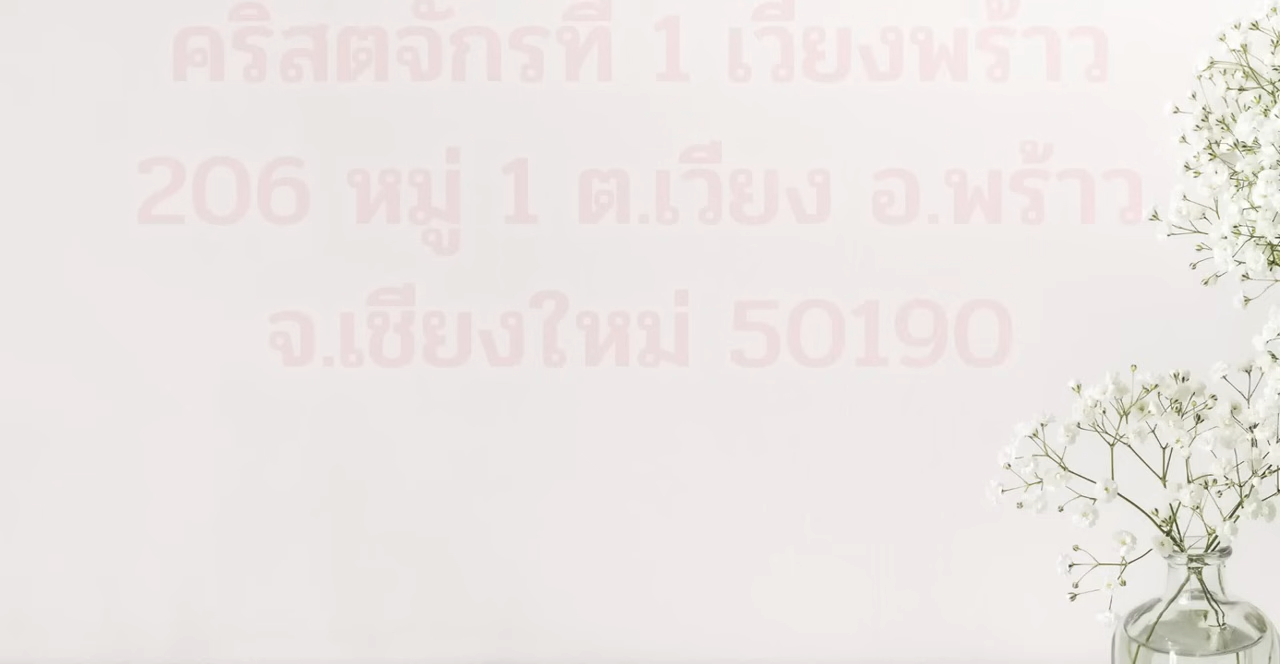 คริสตจักรที่ 1 เวียงพร้าว
206 หมู่ 1 ต.เวียง อ.พร้าว
จ.เชียงใหม่ 50190